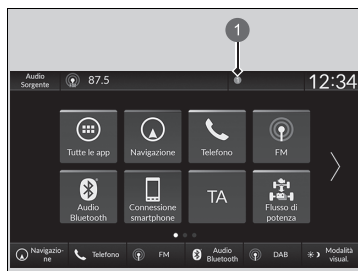 1
Audio
Sorgente
87.5
12:34
Tutte le app
Navigazione
Telefono
FM
Audio
Bluetooth
Connessione
smartphone
TA
Flusso di
potenza
Navigazio-
ne
Telefono
FM
Audio
Bluetooth
DAB
Modalità
visual.